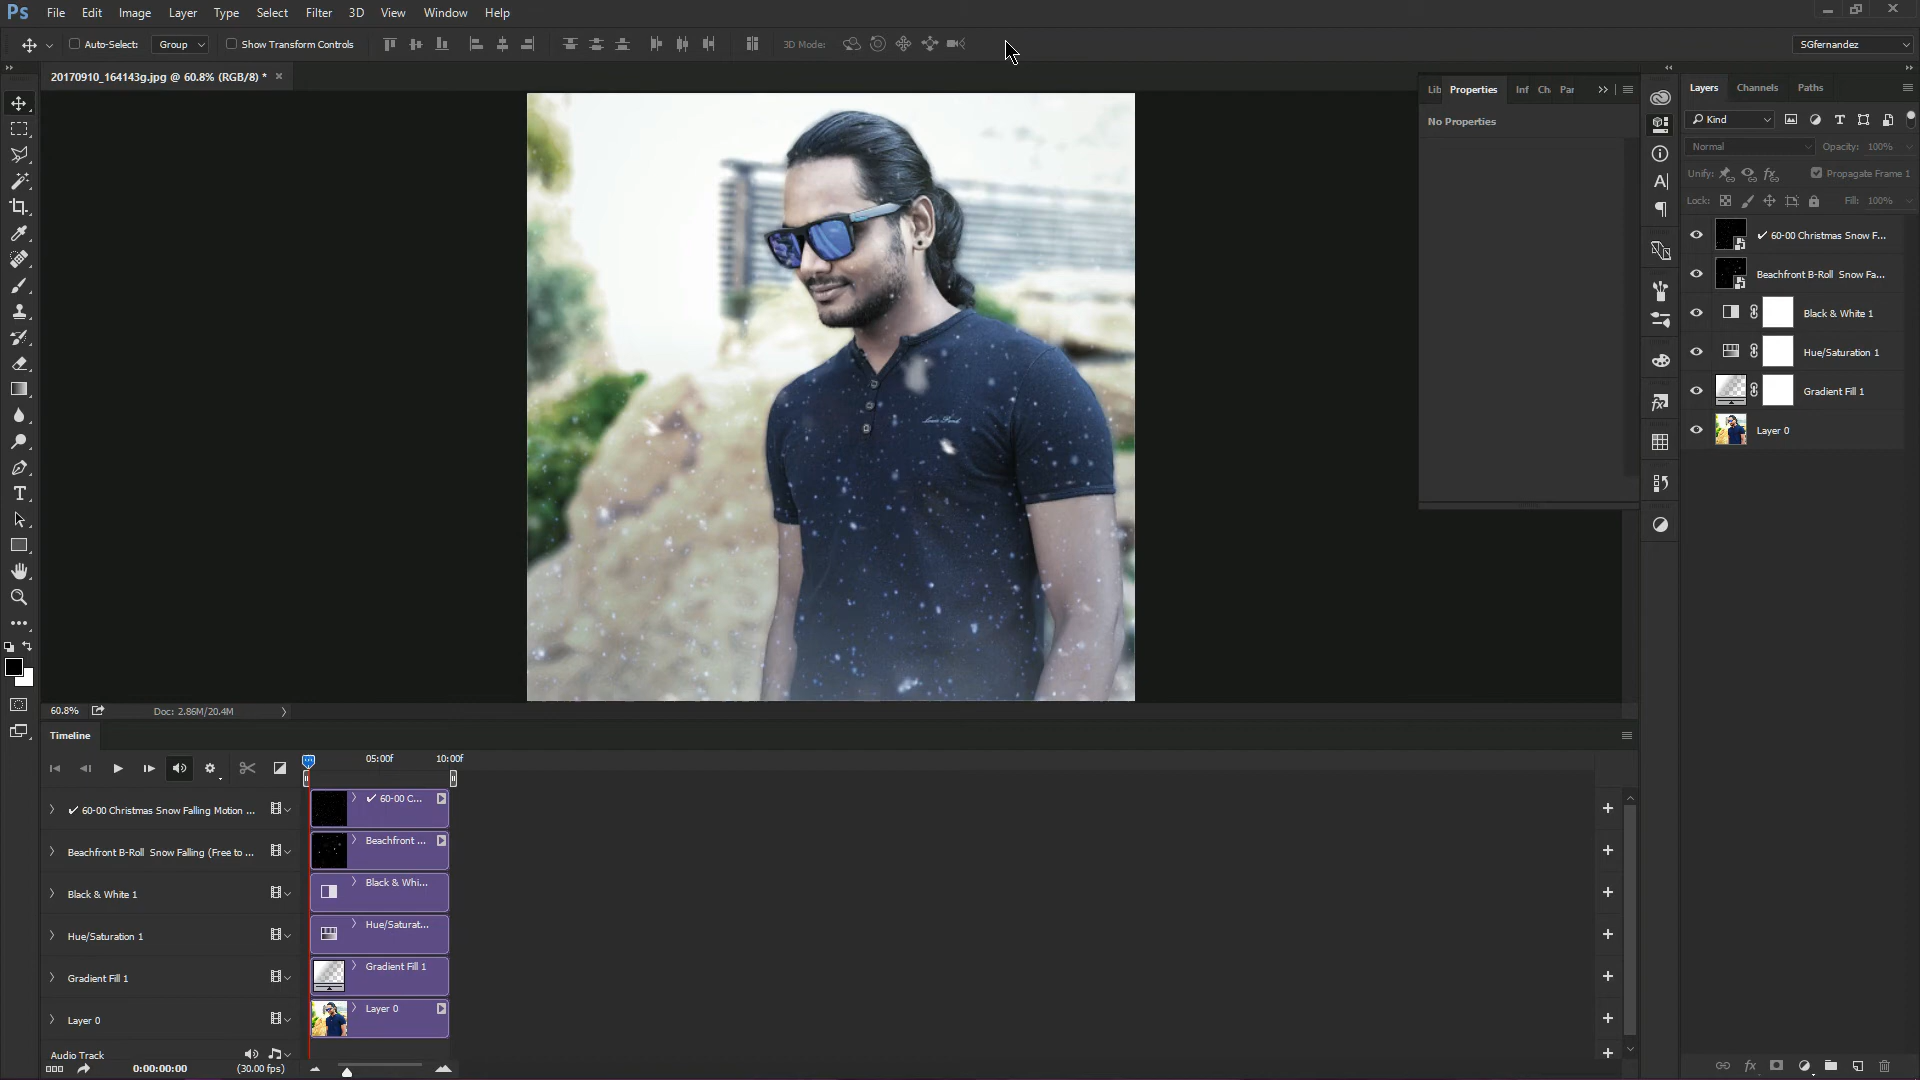 Ps File Edit Image Layer Type Select Filter 3D View Window Help
Auto-Select: Group Show Transform Controls 3D Mode: SGfernandez
20170910_164143g.jpg @ 60.8% (RGB/8) * ×
Lib Properties Inf Ch Par
No Properties
Layers Channels Paths
Kind
Normal Opacity: 100%
Unify: Propagate Frame 1
Lock: Fill: 100%
✓ 60-00 Christmas Snow F...
Beachfront B-Roll Snow Fa...
Black & White 1
Hue/Saturation 1
Gradient Fill 1
Layer 0
60.8% Doc: 2.86M/20.4M
Timeline
05:00f 10:00f
✓ 60-00 Christmas Snow Falling Motion ... ✓ 60-00 C...
Beachfront B-Roll Snow Falling (Free to ... Beachfront ...
Black & White 1 Black & Whi...
Hue/Saturation 1 Hue/Saturat...
Gradient Fill 1 Gradient Fill 1
Layer 0 Layer 0
Audio Track
0:00:00:00 (30.00 fps)